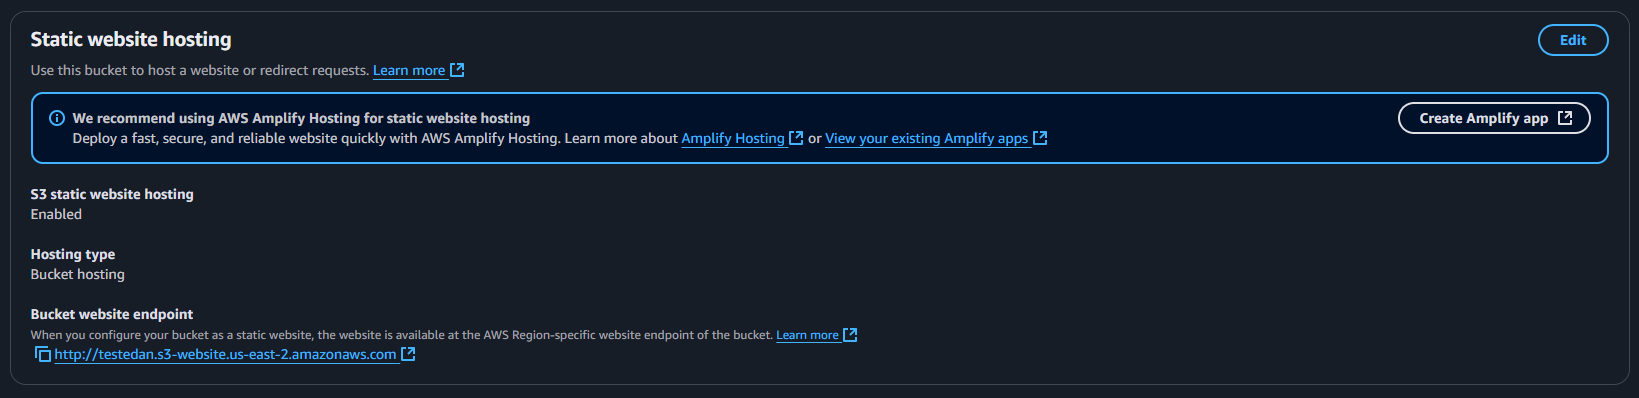 Static website hosting
Edit
Use this bucket to host a website or redirect requests. Learn more
We recommend using AWS Amplify Hosting for static website hosting
Deploy a fast, secure, and reliable website quickly with AWS Amplify Hosting. Learn more about Amplify Hosting or View your existing Amplify apps
Create Amplify app
S3 static website hosting
Enabled
Hosting type
Bucket hosting
Bucket website endpoint
When you configure your bucket as a static website, the website is available at the AWS Region-specific website endpoint of the bucket. Learn more
http://testedan.s3-website.us-east-2.amazonaws.com